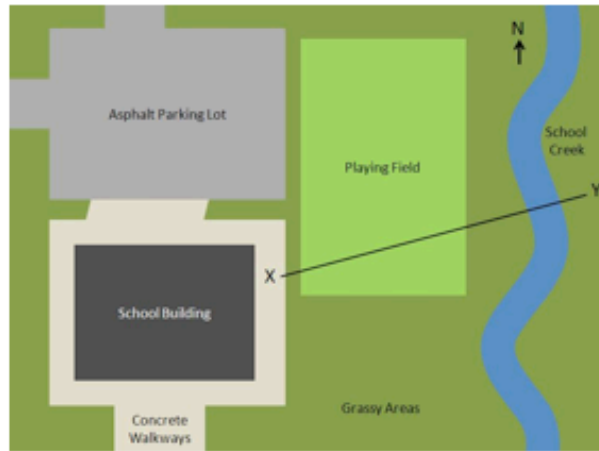 N
Asphalt Parking Lot
School
Creek
Playing Field
Y
X
School Building
Grassy Areas
Concrete
Walkways